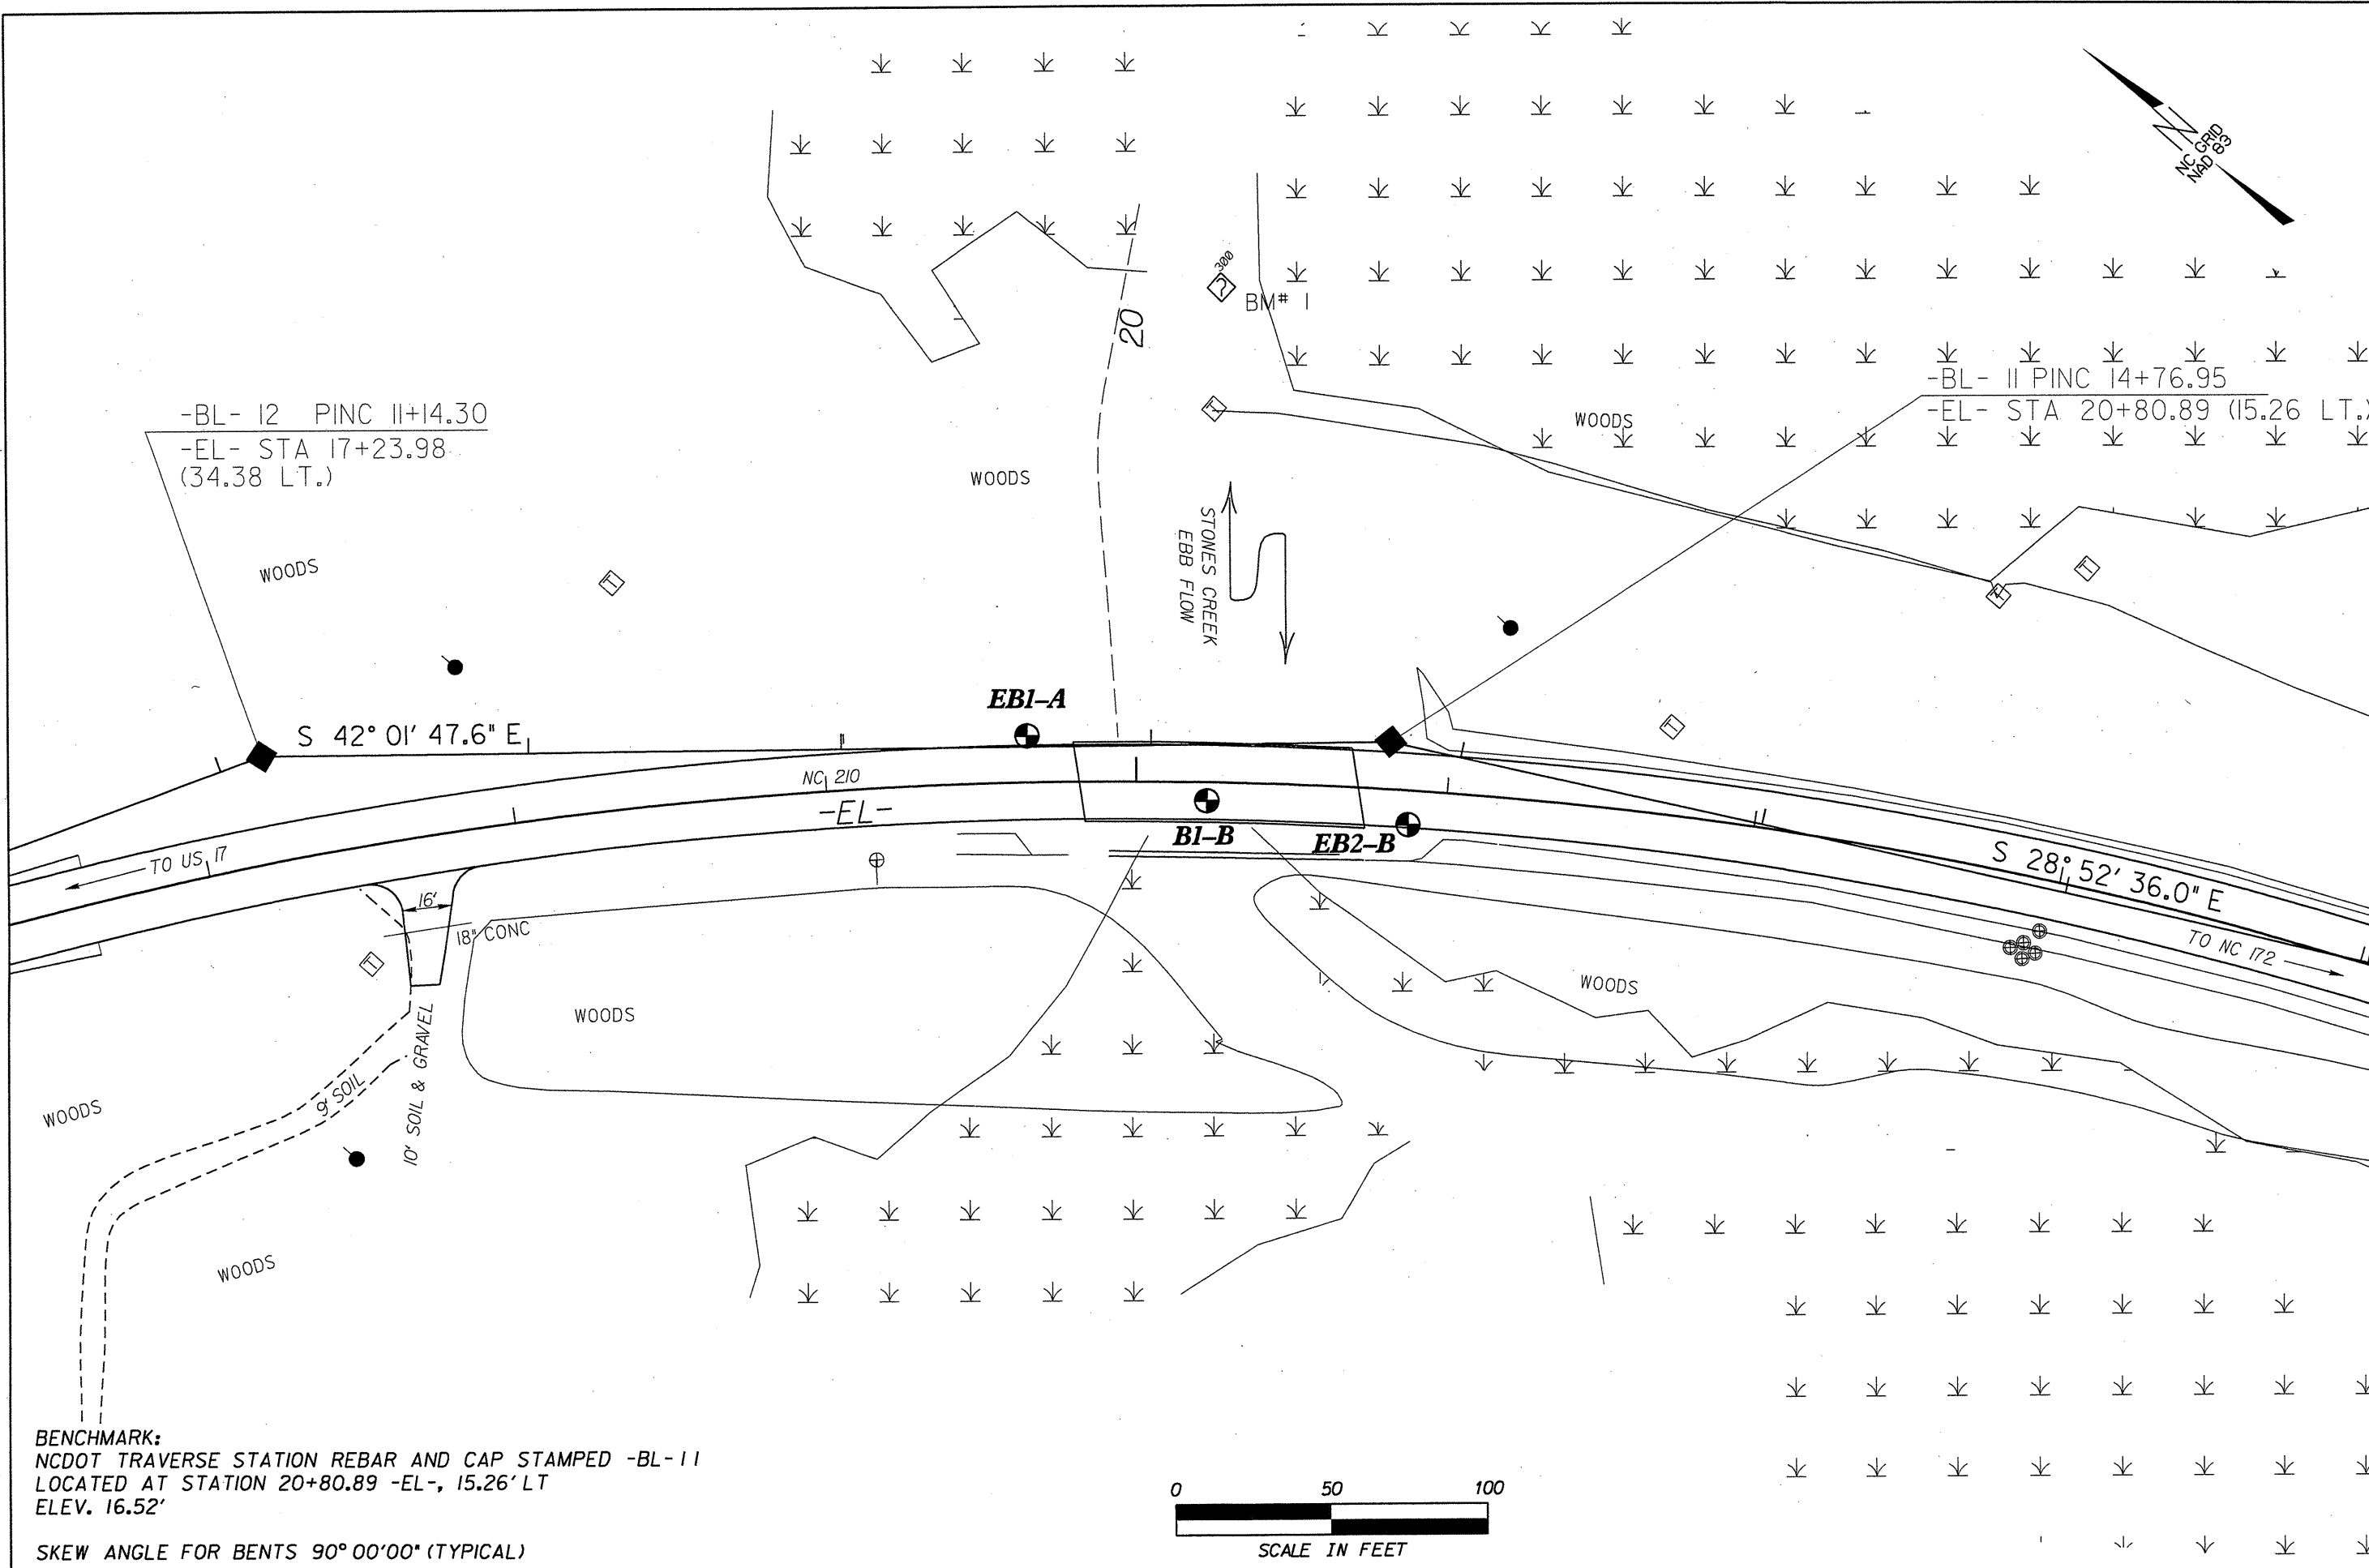 NC GRID
NAD 83
300
BM# 1
20
-BL- 12 PINC 11+14.30
-EL- STA 17+23.98
(34.38 LT.)
-BL- 11 PINC 14+76.95
-EL- STA 20+80.89 (15.26 LT.)
WOODS
WOODS
WOODS
STONES CREEK
EBB FLOW
EB1-A
S 42° 01' 47.6" E
NC 210
-EL-
B1-B
EB2-B
TO US 17
S 28° 52' 36.0" E
TO NC 172
16'
18" CONC
WOODS
WOODS
10' SOIL & GRAVEL
9' SOIL
WOODS
WOODS
BENCHMARK:
NCDOT TRAVERSE STATION REBAR AND CAP STAMPED -BL-11
LOCATED AT STATION 20+80.89 -EL-, 15.26' LT
ELEV. 16.52'
SKEW ANGLE FOR BENTS 90° 00'00" (TYPICAL)
0 50 100
SCALE IN FEET